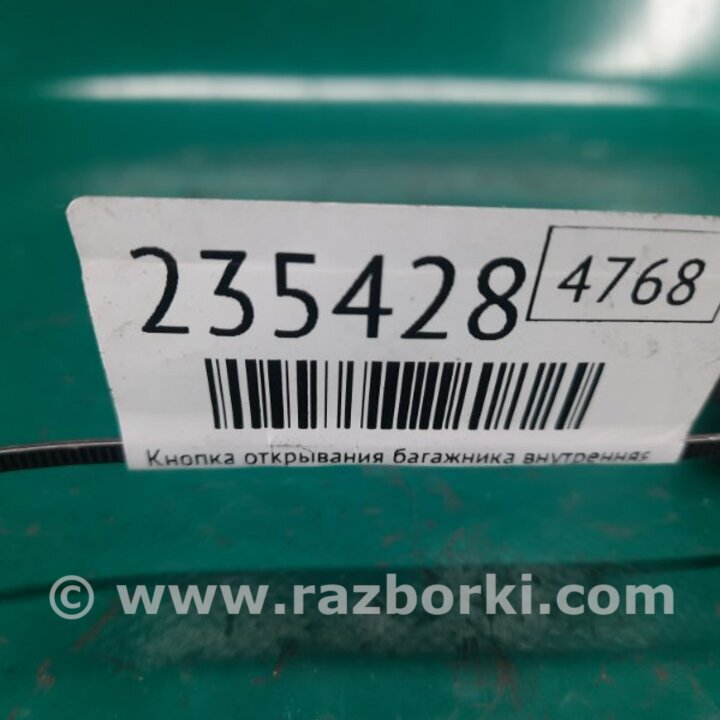 235428 4768
Кнопка открывания багажника внутренняя
© www.razborki.com